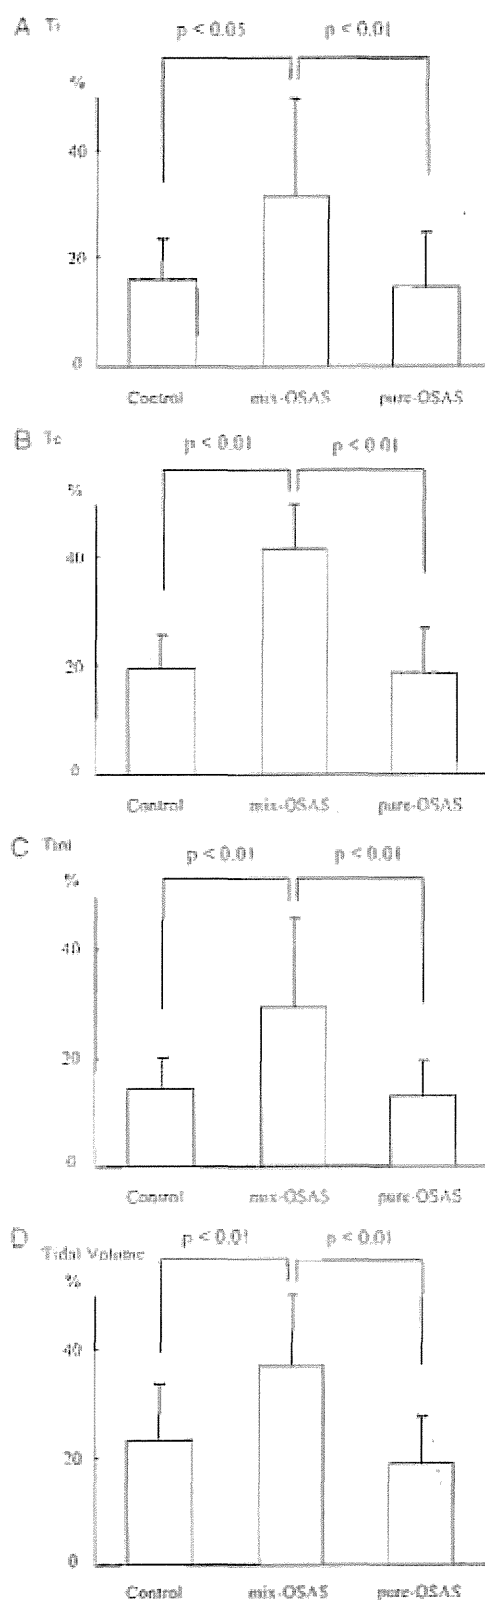 A Ti
p < 0.05 p < 0.01
%
40
20
0
Control mix-OSAS pure-OSAS
B Te
p < 0.01 p < 0.01
%
40
20
0
Control mix-OSAS pure-OSAS
C Ttot
p < 0.01 p < 0.01
%
40
20
0
Control mix-OSAS pure-OSAS
D Tidal Volume
p < 0.01 p < 0.01
%
40
20
0
Control mix-OSAS pure-OSAS